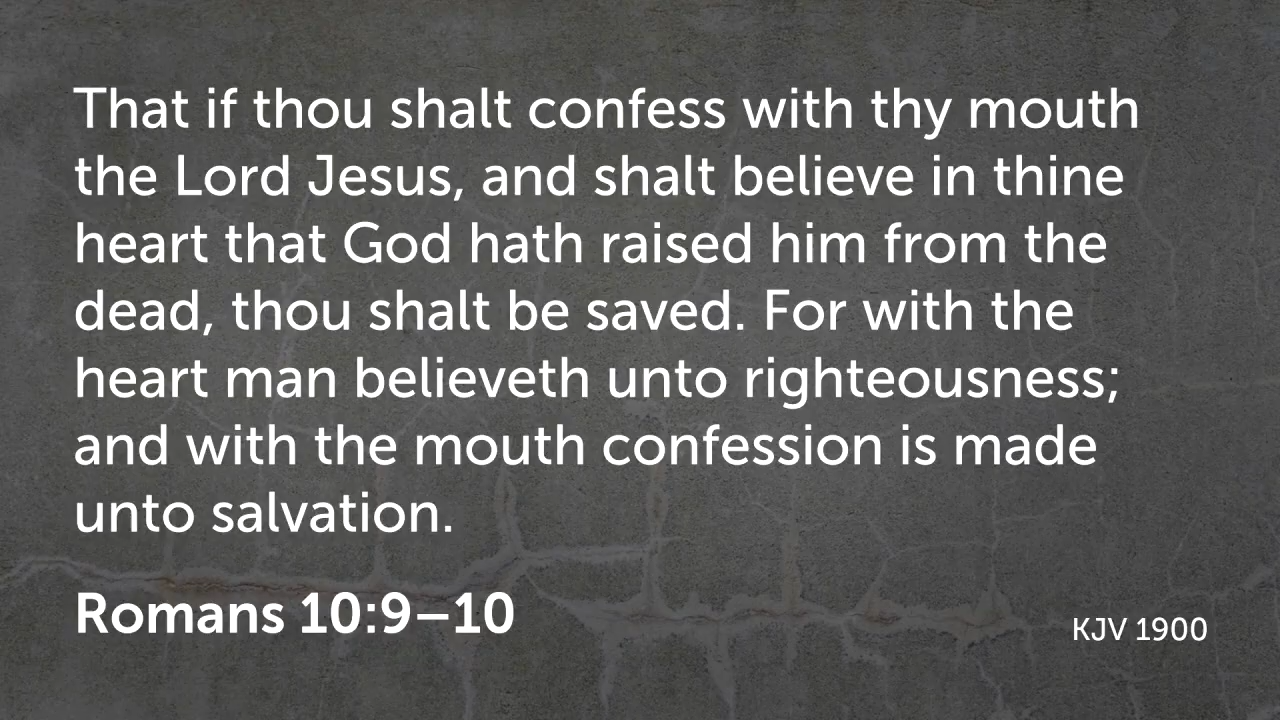 That if thou shalt confess with thy mouth
the Lord Jesus, and shalt believe in thine
heart that God hath raised him from the
dead, thou shalt be saved. For with the
heart man believeth unto righteousness;
and with the mouth confession is made
unto salvation.
Romans 10:9–10
KJV 1900